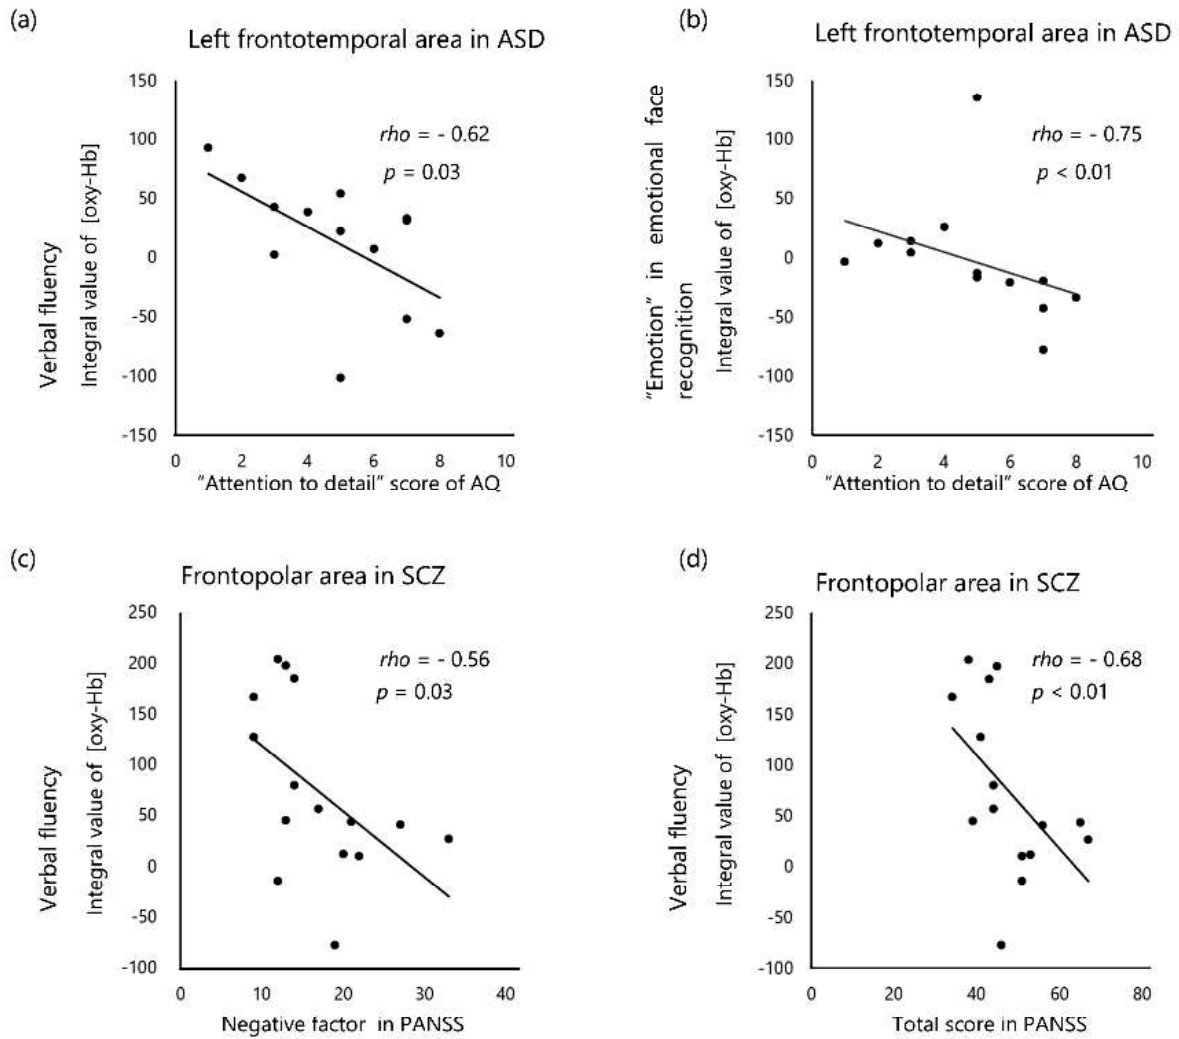 (a)
Left frontotemporal area in ASD
150
100
50
0
-50
-100
-150
Verbal fluency
Integral value of [oxy-Hb]
rho = - 0.62
p = 0.03
0 2 4 6 8 10
"Attention to detail" score of AQ
(b)
Left frontotemporal area in ASD
150
100
50
0
-50
-100
-150
"Emotion" in emotional face
recognition
Integral value of [oxy-Hb]
rho = - 0.75
p < 0.01
0 2 4 6 8 10
"Attention to detail" score of AQ
(c)
Frontopolar area in SCZ
250
200
150
100
50
0
-50
-100
Verbal fluency
Integral value of [oxy-Hb]
rho = - 0.56
p = 0.03
0 10 20 30 40
Negative factor in PANSS
(d)
Frontopolar area in SCZ
250
200
150
100
50
0
-50
-100
Verbal fluency
Integral value of [oxy-Hb]
rho = - 0.68
p < 0.01
0 20 40 60 80
Total score in PANSS